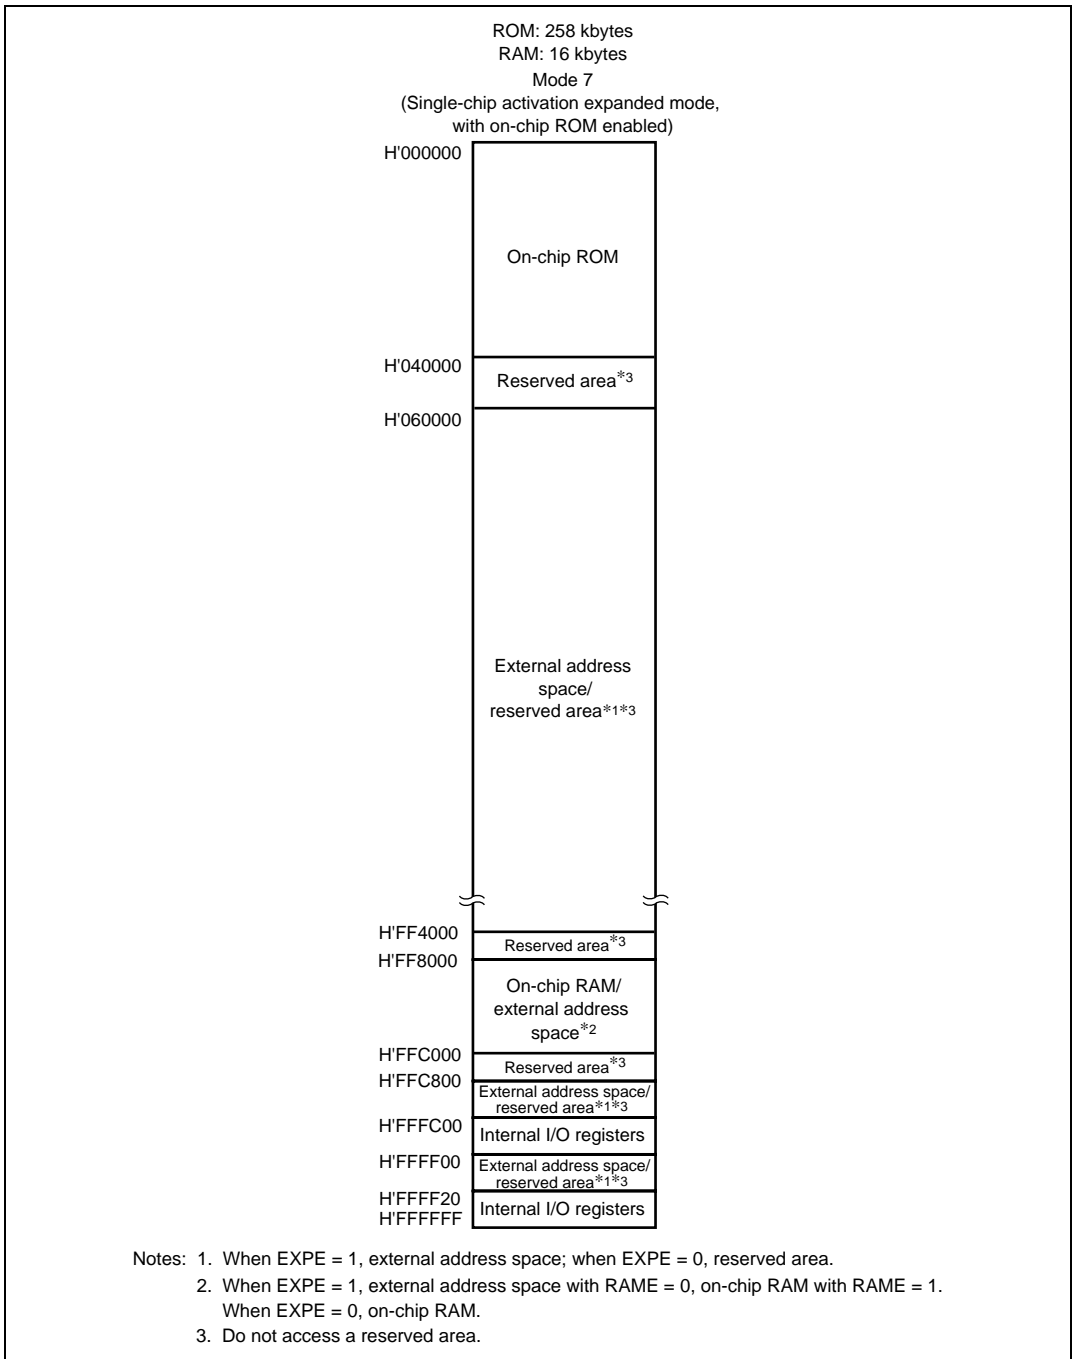 ROM: 258 kbytes
RAM: 16 kbytes
Mode 7
(Single-chip activation expanded mode,
with on-chip ROM enabled)
H'000000
On-chip ROM
H'040000
Reserved area*3
H'060000
External address
space/
reserved area*1*3
H'FF4000
Reserved area*3
H'FF8000
On-chip RAM/
external address
space*2
H'FFC000
Reserved area*3
H'FFC800
External address space/
reserved area*1*3
H'FFFC00
Internal I/O registers
H'FFFF00
External address space/
reserved area*1*3
H'FFFF20
Internal I/O registers
H'FFFFFF
Notes: 1. When EXPE = 1, external address space; when EXPE = 0, reserved area.
2. When EXPE = 1, external address space with RAME = 0, on-chip RAM with RAME = 1.
When EXPE = 0, on-chip RAM.
3. Do not access a reserved area.